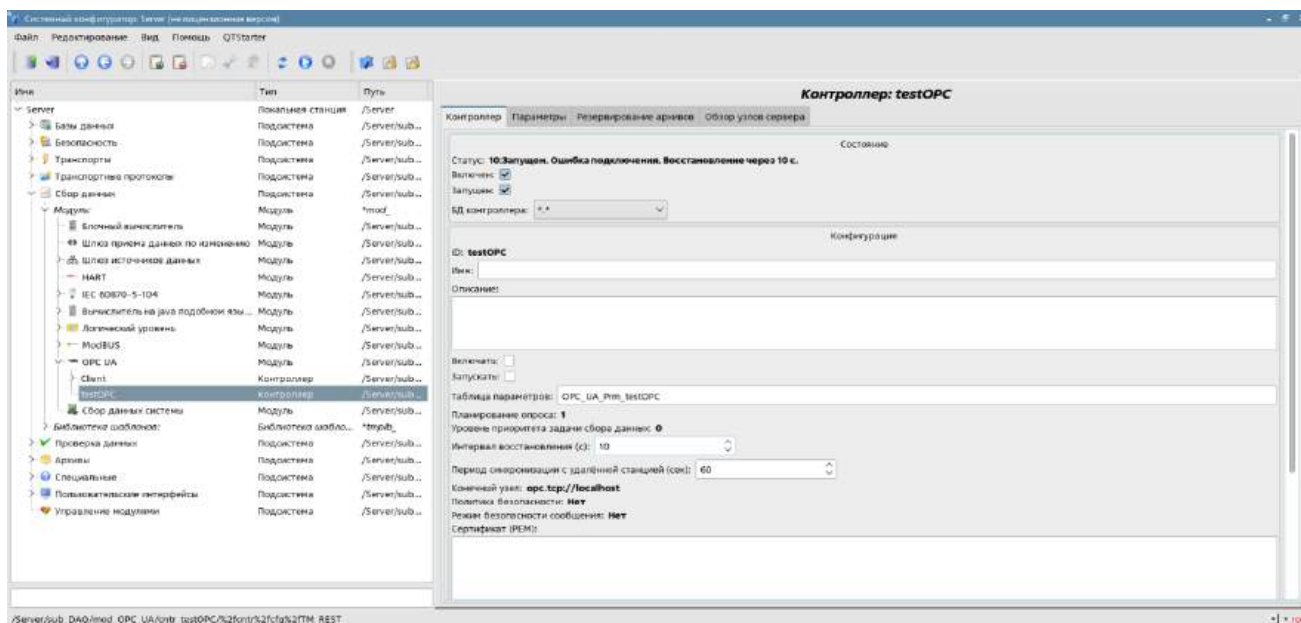 Системный конфигуратор Server (нелицензионная версия)
Файл Редактирование Вид Помощь QTStarter
Имя Тип Путь
Server Локальная станция /Server
Базы данных Подсистема /Server/sub...
Безопасность Подсистема /Server/sub...
Транспорты Подсистема /Server/sub...
Транспортные протоколы Подсистема /Server/sub...
Сбор данных Подсистема /Server/sub...
Модуль: Модуль *mod_
Блочный вычислитель Модуль /Server/sub...
Шлюз приема данных по изменению Модуль /Server/sub...
Шлюз источников данных Модуль /Server/sub...
HART Модуль /Server/sub...
IEC 60870-5-104 Модуль /Server/sub...
Вычислитель на java подобном язы... Модуль /Server/sub...
Логический уровень Модуль /Server/sub...
ModBUS Модуль /Server/sub...
OPC UA Модуль /Server/sub...
Client Контроллер /Server/sub...
testOPC Контроллер /Server/sub...
Сбор данных системы Модуль /Server/sub...
Библиотека шаблонов: Библиотека шабло... *tmplb_
Проверка данных Подсистема /Server/sub...
Архивы Подсистема /Server/sub...
Специальные Подсистема /Server/sub...
Пользовательские интерфейсы Подсистема /Server/sub...
Управление модулями Подсистема /Server/sub...
Контроллер: testOPC
Контроллер Параметры Резервирование архивов Обзор узлов сервера
Состояние
Статус: 10:Запущен. Ошибка подключения. Восстановление через 10 с.
Включен:
Запущен:
БД контроллера: *.*
Конфигурация
ID: testOPC
Имя:
Описание:
Включать:
Запускать:
Таблица параметров: OPC_UA_Prm_testOPC
Планирование опроса: 1
Уровень приоритета задачи сбора данных: 0
Интервал восстановления (с): 10
Период синхронизации с удалённой станцией (сек): 60
Конечный узел: opc.tcp://localhost
Политика безопасности: Нет
Режим безопасности сообщения: Нет
Сертификат (PEM):
/Server/sub_DAQ/mod_OPC_UA/cntr_testOPC/%2fcntr%2fcfg%2fTM_REST